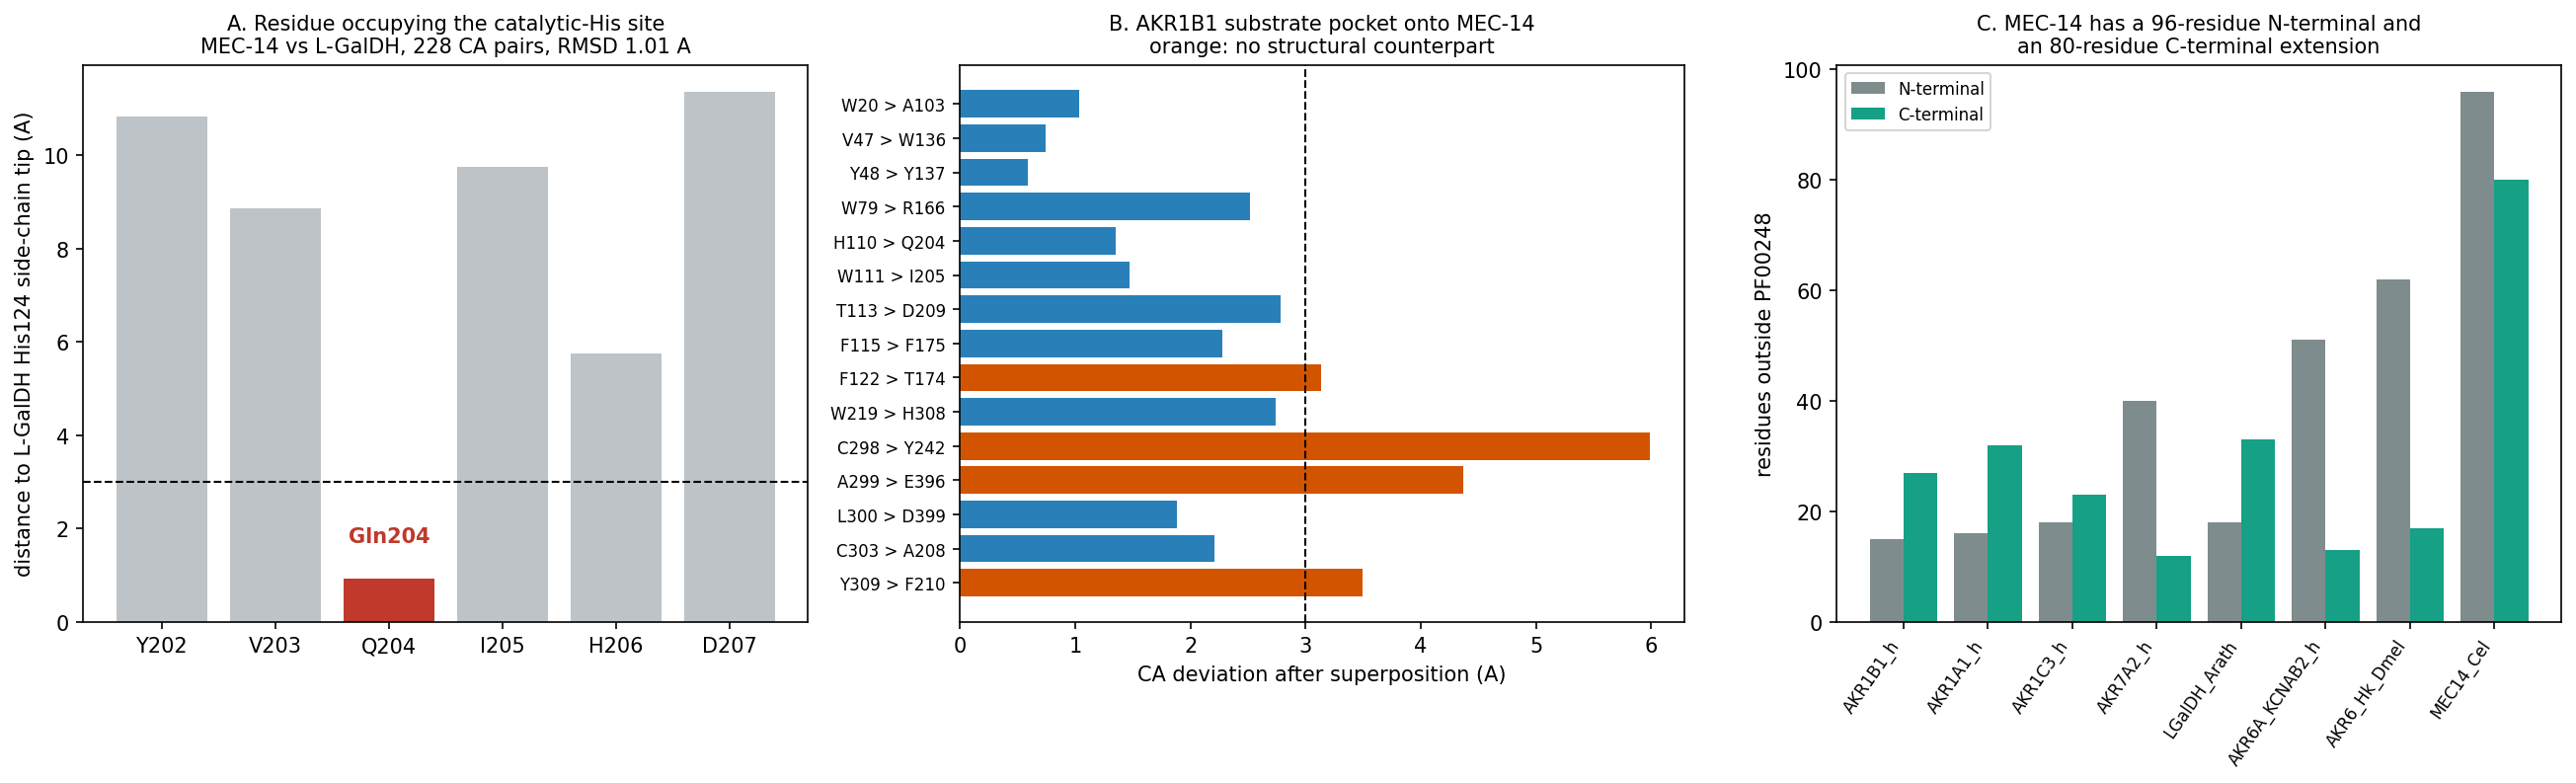 A. Residue occupying the catalytic-His site
MEC-14 vs L-GalDH, 228 CA pairs, RMSD 1.01 A
distance to L-GalDH His124 side-chain tip (A)
10
8
6
4
2
0
Gln204
Y202
V203
Q204
I205
H206
D207
B. AKR1B1 substrate pocket onto MEC-14
orange: no structural counterpart
W20 > A103
V47 > W136
Y48 > Y137
W79 > R166
H110 > Q204
W111 > I205
T113 > D209
F115 > F175
F122 > T174
W219 > H308
C298 > Y242
A299 > E396
L300 > D399
C303 > A208
Y309 > F210
0
1
2
3
4
5
6
CA deviation after superposition (A)
C. MEC-14 has a 96-residue N-terminal and
an 80-residue C-terminal extension
residues outside PF00248
100
80
60
40
20
0
N-terminal
C-terminal
AKR1B1_h
AKR1A1_h
AKR1C3_h
AKR7A2_h
LGalDH_Arath
AKR6A_KCNAB2_h
AKR6_Hk_Dmel
MEC14_Cel